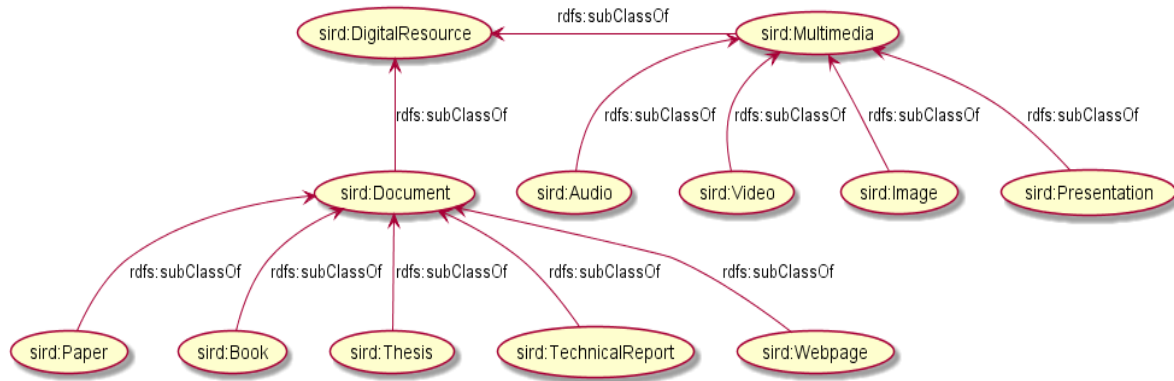 rdfs:subClassOf
sird:DigitalResource
sird:Multimedia
rdfs:subClassOf
rdfs:subClassOf
rdfs:subClassOf
rdfs:subClassOf
rdfs:subClassOf
sird:Document
sird:Audio
sird:Video
sird:Image
sird:Presentation
rdfs:subClassOf
rdfs:subClassOf
rdfs:subClassOf
rdfs:subClassOf
rdfs:subClassOf
sird:Paper
sird:Book
sird:Thesis
sird:TechnicalReport
sird:Webpage